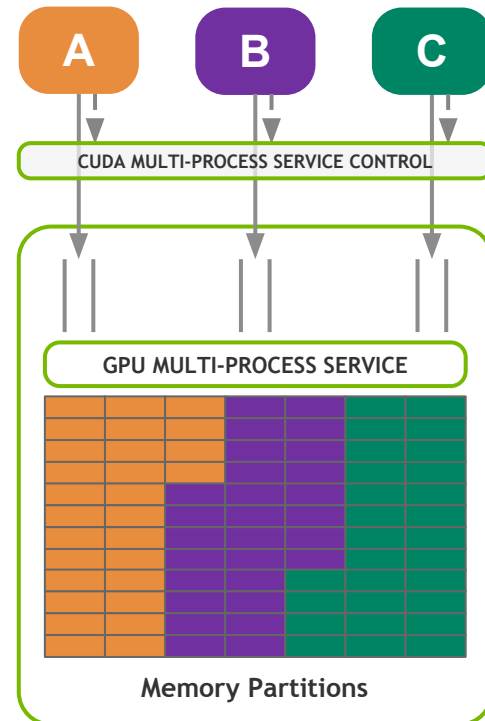 A B C
CUDA MULTI-PROCESS SERVICE CONTROL
GPU MULTI-PROCESS SERVICE
Memory Partitions